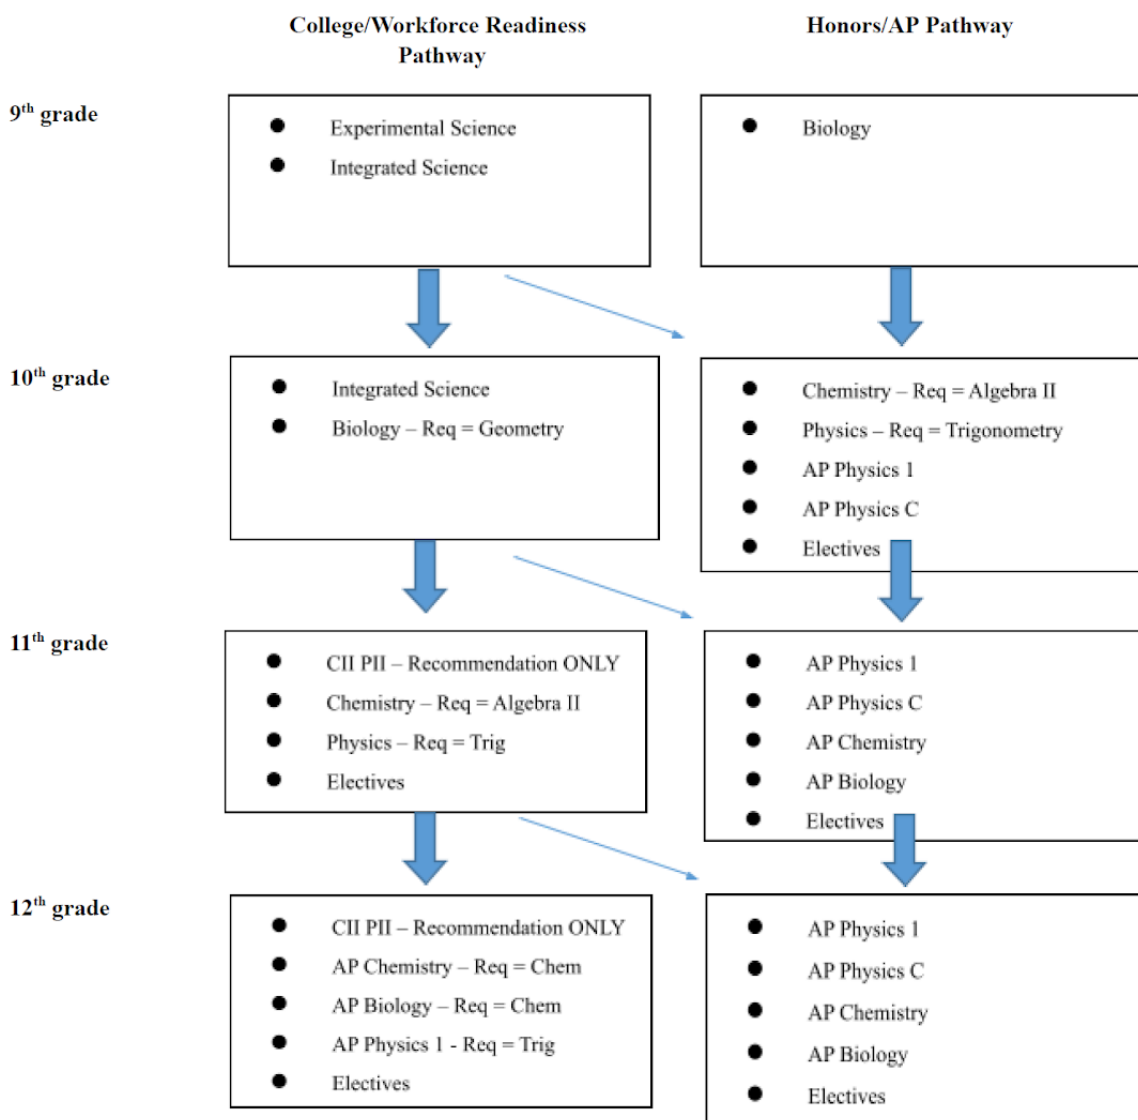 College/Workforce Readiness
Pathway
Honors/AP Pathway
9th grade
Experimental Science
Integrated Science
Biology
10th grade
Integrated Science
Biology – Req = Geometry
Chemistry – Req = Algebra II
Physics – Req = Trigonometry
AP Physics 1
AP Physics C
Electives
11th grade
CII PII – Recommendation ONLY
Chemistry – Req = Algebra II
Physics – Req = Trig
Electives
AP Physics 1
AP Physics C
AP Chemistry
AP Biology
Electives
12th grade
CII PII – Recommendation ONLY
AP Chemistry – Req = Chem
AP Biology – Req = Chem
AP Physics 1 - Req = Trig
Electives
AP Physics 1
AP Physics C
AP Chemistry
AP Biology
Electives